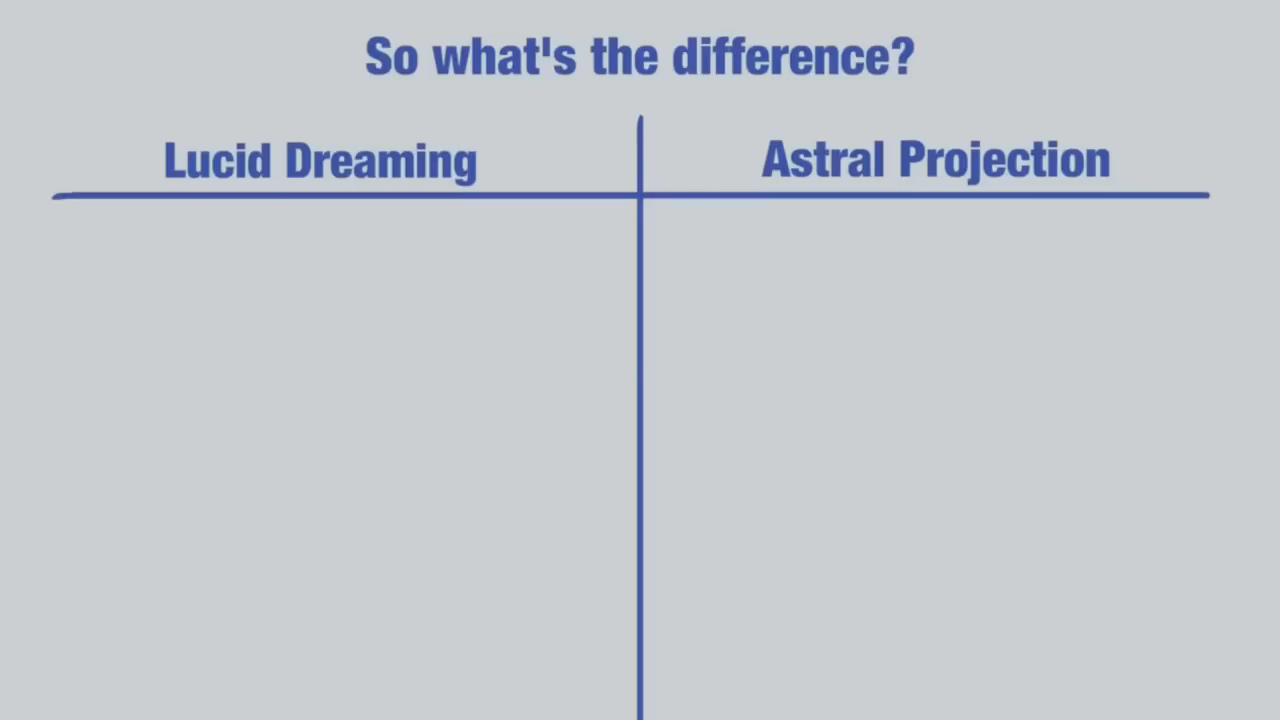 So what's the difference?
Lucid Dreaming
Astral Projection